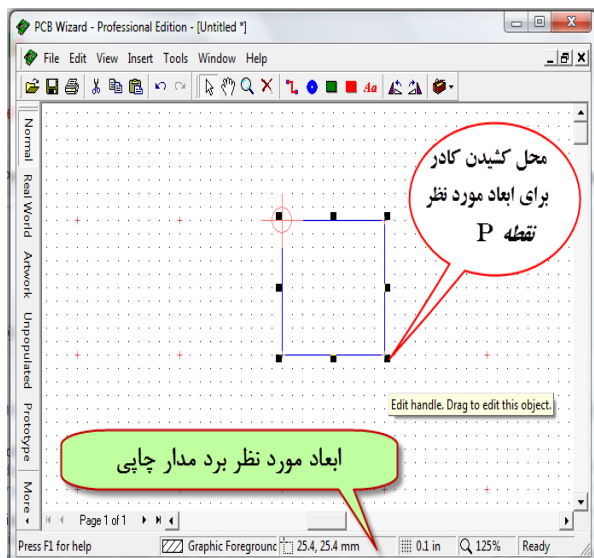 PCB Wizard - Professional Edition - [Untitled *]
File Edit View Insert Tools Window Help
Aa
Normal
Real World
Artwork
Unpopulated
Prototype
More
محل کشیدن کادر
برای ابعاد مورد نظر
نقطه P
Edit handle. Drag to edit this object.
ابعاد مورد نظر برد مدار چاپی
Page 1 of 1
Press F1 for help
Graphic Foregrounc
25.4, 25.4 mm
0.1 in
125%
Ready